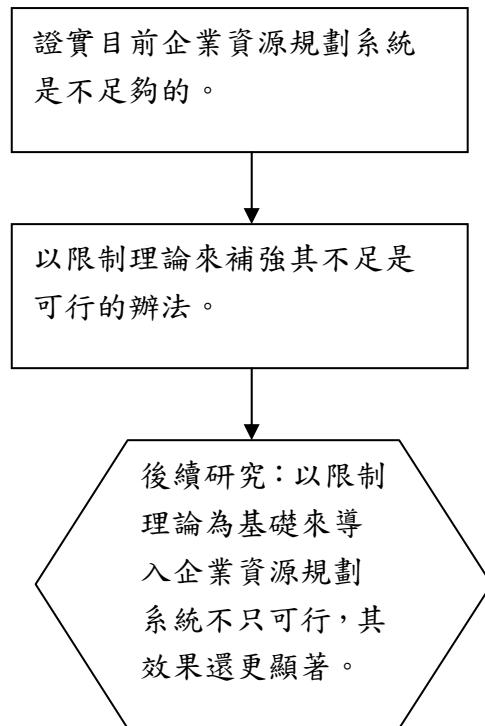 證實目前企業資源規劃系統
是不足夠的。
以限制理論來補強其不足是
可行的辦法。
後續研究：以限制
理論為基礎來導
入企業資源規劃
系統不只可行，其
效果還更顯著。